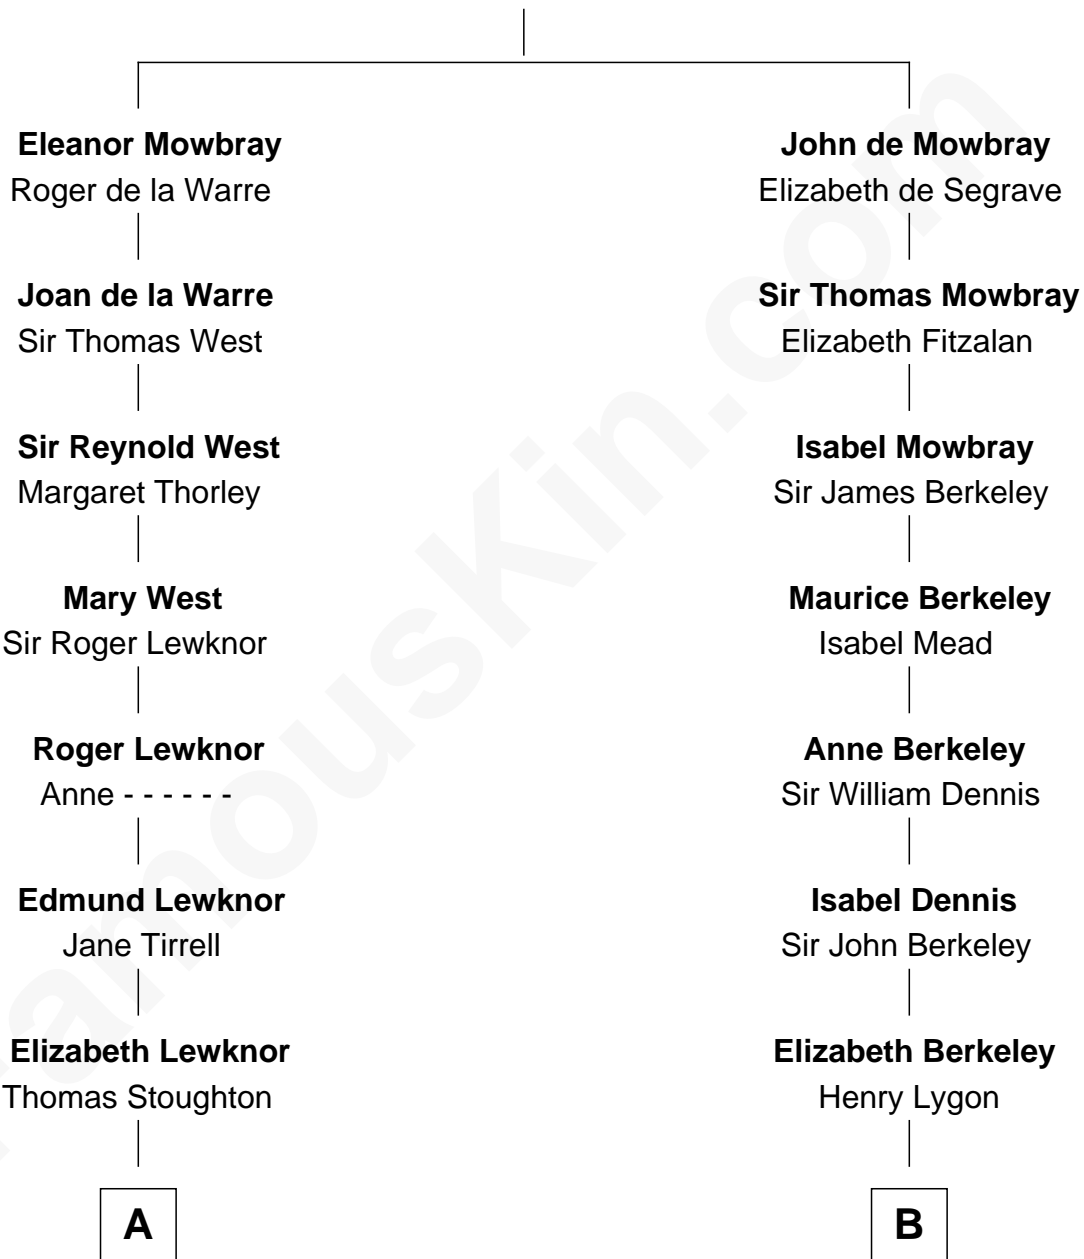 Eleanor Mowbray
Roger de la Warre
John de Mowbray
Elizabeth de Segrave
Joan de la Warre
Sir Thomas West
Sir Thomas Mowbray
Elizabeth Fitzalan
Sir Reynold West
Margaret Thorley
Isabel Mowbray
Sir James Berkeley
Mary West
Sir Roger Lewknor
Maurice Berkeley
Isabel Mead
Roger Lewknor
Anne - - - - - -
Anne Berkeley
Sir William Dennis
Edmund Lewknor
Jane Tirrell
Isabel Dennis
Sir John Berkeley
Elizabeth Lewknor
Thomas Stoughton
Elizabeth Berkeley
Henry Lygon
A
B
FamousKin.com